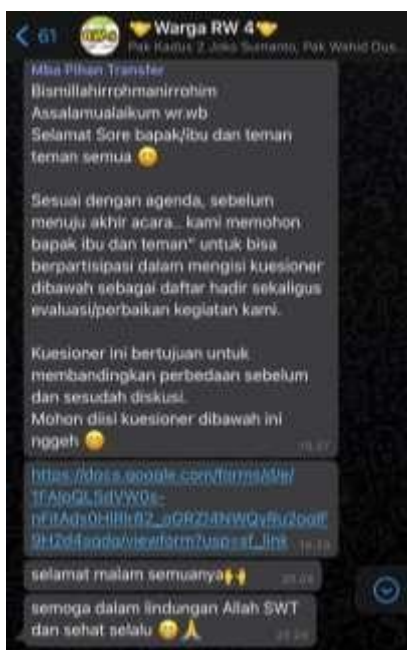 61
Warga RW 4
Pak Kadus 2, Joko Sumanto, Pak Wahid Dus...
Mba Pihan Transfer
Bismillahirrohmanirrohim
Assalamualaikum wr.wb
Selamat Sore bapak/ibu dan teman
teman semua 😊
Sesuai dengan agenda, sebelum
menuju akhir acara... kami memohon
bapak ibu dan teman" untuk bisa
berpartisipasi dalam mengisi kuesioner
dibawah sebagai daftar hadir sekaligus
evaluasi/perbaikan kegiatan kami.
Kuesioner ini bertujuan untuk
membandingkan perbedaan sebelum
dan sesudah diskusi.
Mohon diisi kuesioner dibawah ini
nggeh 😊
https://docs.google.com/forms/d/e/
selamat malam semuanya🙌
semoga dalam lindungan Allah SWT
dan sehat selalu 😊🙏